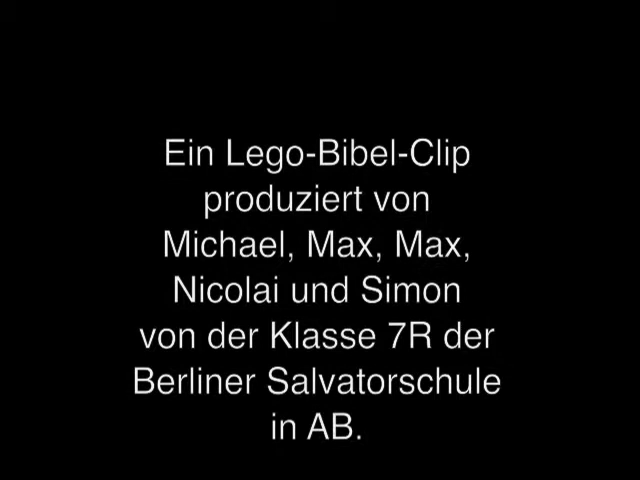 Ein Lego-Bibel-Clip
produziert von
Michael, Max, Max,
Nicolai und Simon
von der Klasse 7R der
Berliner Salvatorschule
in AB.